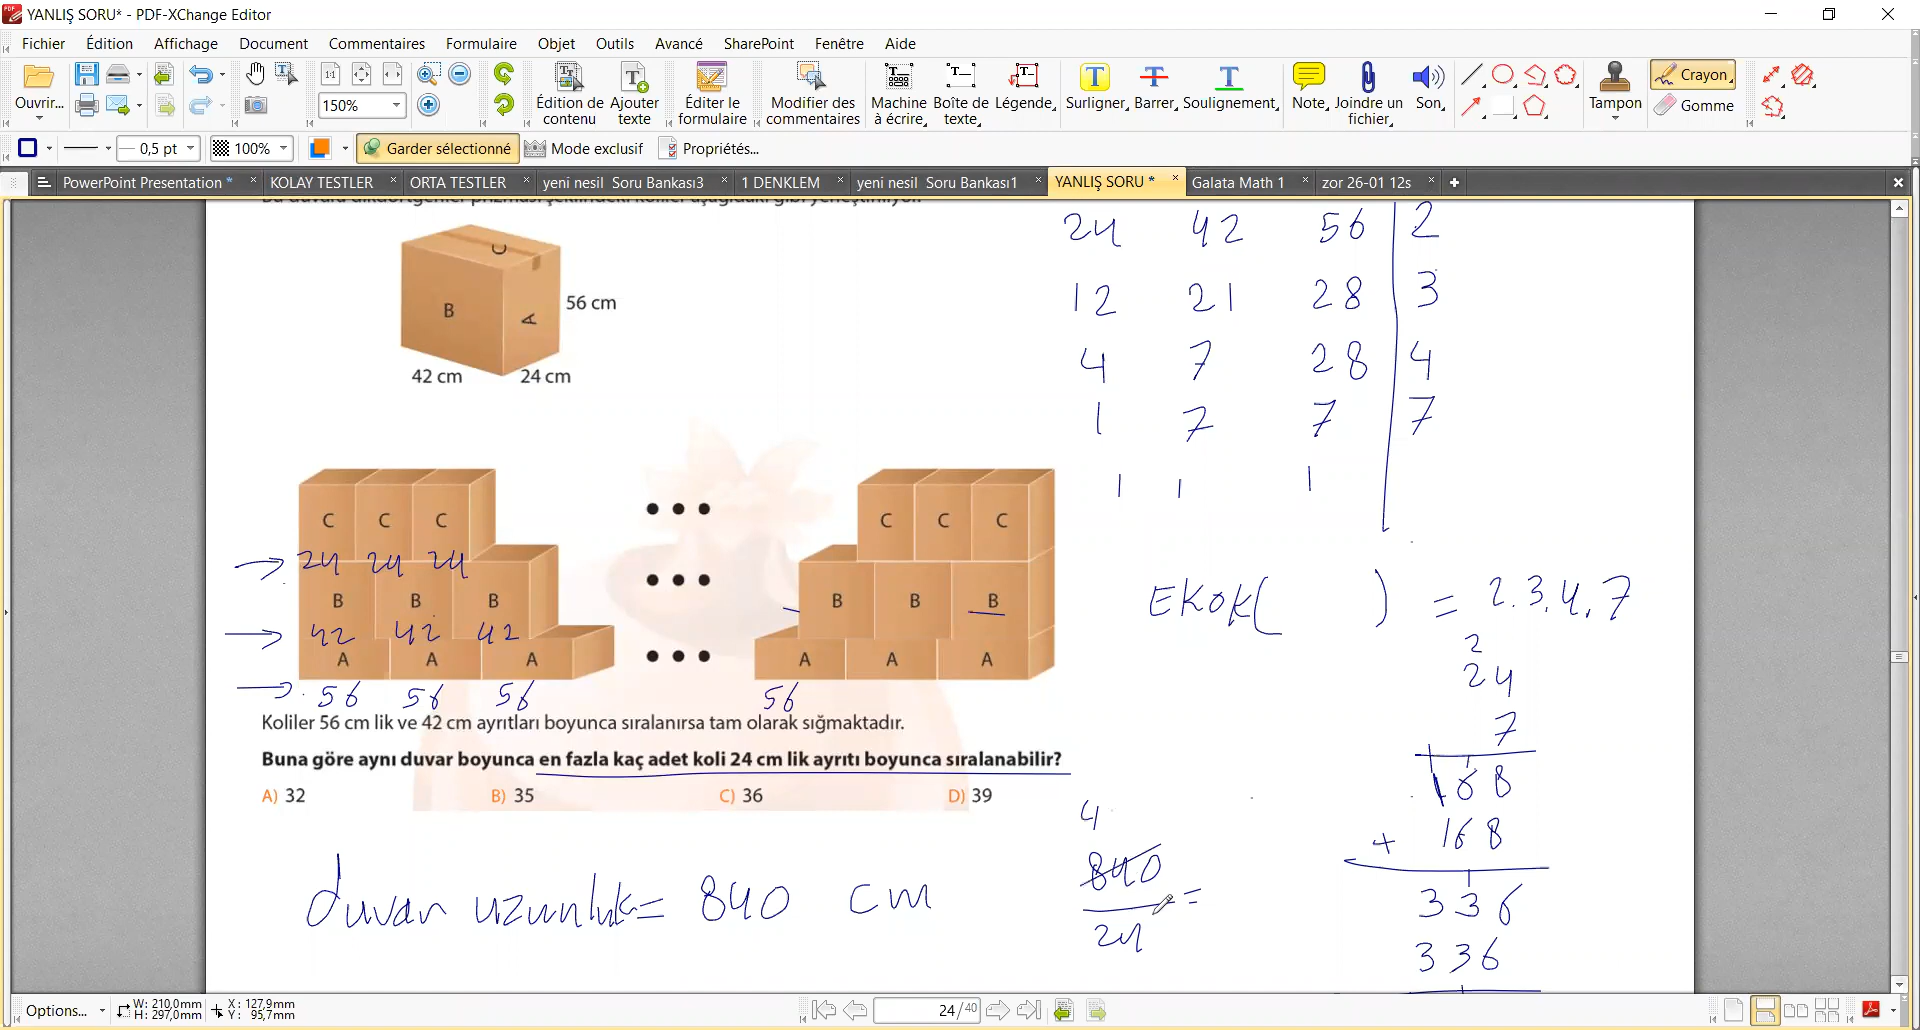 YANLIŞ SORU* - PDF-XChange Editor
Fichier Édition Affichage Document Commentaires Formulaire Objet Outils Avancé SharePoint Fenêtre Aide
Ouvrir...
1:1
150%
Édition de contenu
Ajouter texte
Éditer le formulaire
Modifier des commentaires
Machine à écrire
Boîte de texte
Légende
Surligner
Barrer
Soulignement
Note
Joindre un fichier
Son
Tampon
Crayon
Gomme
0,5 pt 100% Garder sélectionné Mode exclusif Propriétés...
PowerPoint Presentation * KOLAY TESTLER ORTA TESTLER yeni nesil Soru Bankası3 1 DENKLEM yeni nesil Soru Bankası1 YANLIŞ SORU * Galata Math 1 zor 26-01 12s
C
B A
56 cm
42 cm 24 cm
24 42 56 2
12 21 28 3
4 7 28 4
1 7 7 7
1 1 1
C C C C C C
24 24 24
B B B B B B
42 42 42
A A A A A A
56 56 56 56
EKOK( ) = 2.3.4.7
2
24
7
168
+ 168
336
336
Koliler 56 cm lik ve 42 cm ayrıtları boyunca sıralanırsa tam olarak sığmaktadır.
Buna göre aynı duvar boyunca en fazla kaç adet koli 24 cm lik ayrıtı boyunca sıralanabilir?
A) 32 B) 35 C) 36 D) 39
duvar uzunluk = 840 cm
4
840
=
24
Options... W: 210,0mm H: 297,0mm X: 127,9mm Y: 95,7mm 24 / 40